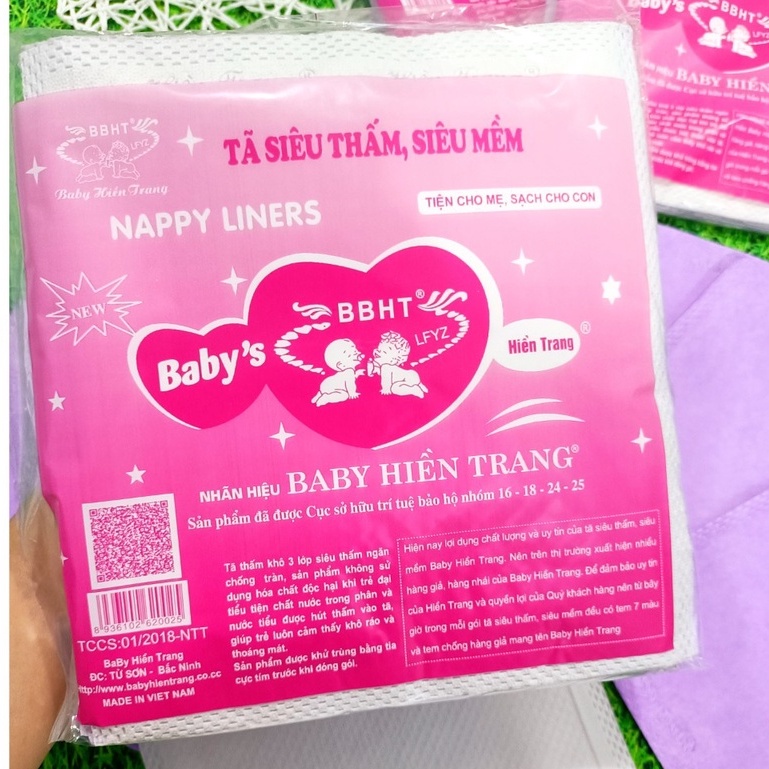 BBHT
LFYZ
Baby Hiền Trang
TÃ SIÊU THẤM, SIÊU MỀM
NAPPY LINERS
TIỆN CHO MẸ, SẠCH CHO CON
NEW
Baby's
BBHT®
LFYZ
Hiền Trang®
NHÃN HIỆU BABY HIỀN TRANG®
Sản phẩm đã được Cục sở hữu trí tuệ bảo hộ nhóm 16 - 18 - 24 - 25
8 936102 620025
TCCS:01/2018-NTT
BaBy Hiền Trang
ĐC: TỪ SƠN - Bắc Ninh
http://www.babyhientrang.co.cc
MADE IN VIET NAM
Tã thấm khô 3 lớp siêu thấm ngăn
chống tràn, sản phẩm không sử
dụng hóa chất độc hại khi trẻ đại
tiểu tiện chất nước trong phân và
nước tiểu được hút thấm vào tã,
giúp trẻ luôn cảm thấy khô ráo và
thoáng mát.
Sản phẩm được khử trùng bằng tia
cực tím trước khi đóng gói.
Hiện nay lợi dụng chất lượng và uy tín của tã siêu thấm, siêu
mềm Baby Hiền Trang. Nên trên thị trường xuất hiện nhiều
hàng giả, hàng nhái của Baby Hiền Trang. Để đảm bảo uy tín
của Hiền Trang và quyền lợi của Quý khách hàng nên từ bây
giờ trong mỗi gói tã siêu thấm, siêu mềm đều có tem 7 màu
và tem chống hàng giả mang tên Baby Hiền Trang
Baby's
BBHT®
LFYZ
BABY HIỀN